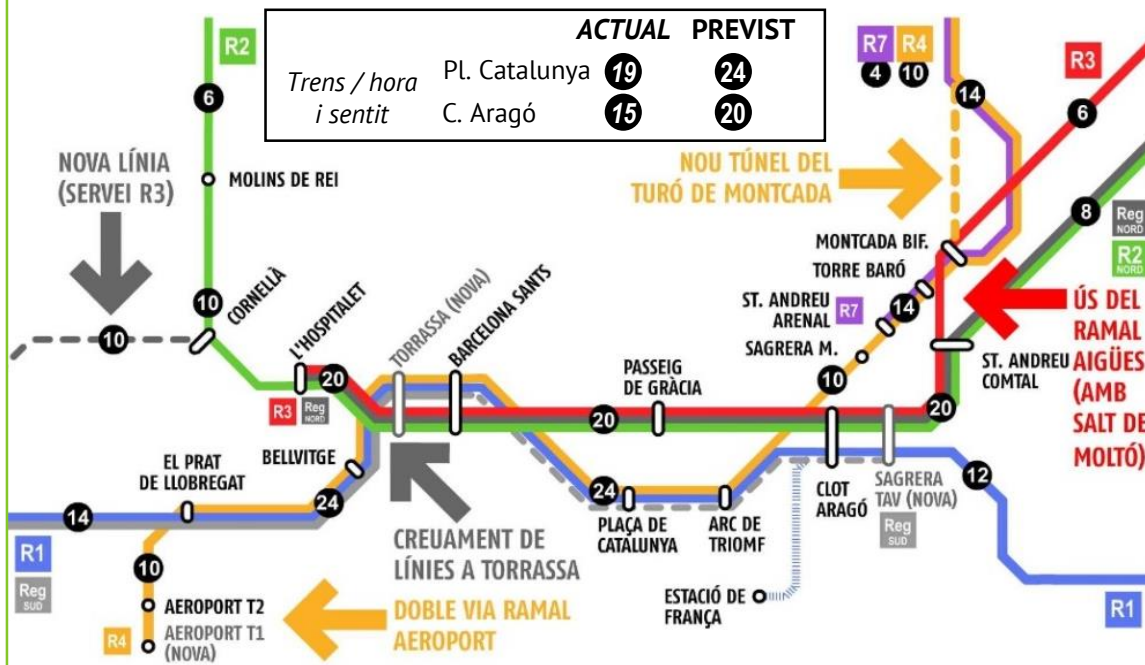 ACTUAL PREVIST
Trens / hora
i sentit
Pl. Catalunya 19 24
C. Aragó 15 20
R2
6
MOLINS DE REI
NOVA LÍNIA
(SERVEI R3)
10
10
CORNELLÀ
L'HOSPITALET
TORRASSA (NOVA)
BARCELONA SANTS
R3
Reg
NORD
20
BELLVITGE
EL PRAT
DE LLOBREGAT
24
14
R1
Reg
SUD
10
AEROPORT T2
R4
AEROPORT T1
(NOVA)
DOBLE VIA RAMAL
AEROPORT
CREUAMENT DE
LÍNIES A TORRASSA
20
PASSEIG
DE GRÀCIA
24
PLAÇA DE
CATALUNYA
ARC DE
TRIOMF
ESTACIÓ DE
FRANÇA
CLOT
ARAGÓ
SAGRERA
TAV (NOVA)
Reg
SUD
12
R1
R7 R4
4 10
14
R3
6
NOU TÚNEL DEL
TURÓ DE MONTCADA
MONTCADA BIF.
TORRE BARÓ
ST. ANDREU
ARENAL
R7
14
SAGRERA M.
10
8
Reg
NORD
R2
NORD
20
ST. ANDREU
COMTAL
ÚS DEL
RAMAL
AIGÜES
(AMB
SALT DE
MOLTÓ)